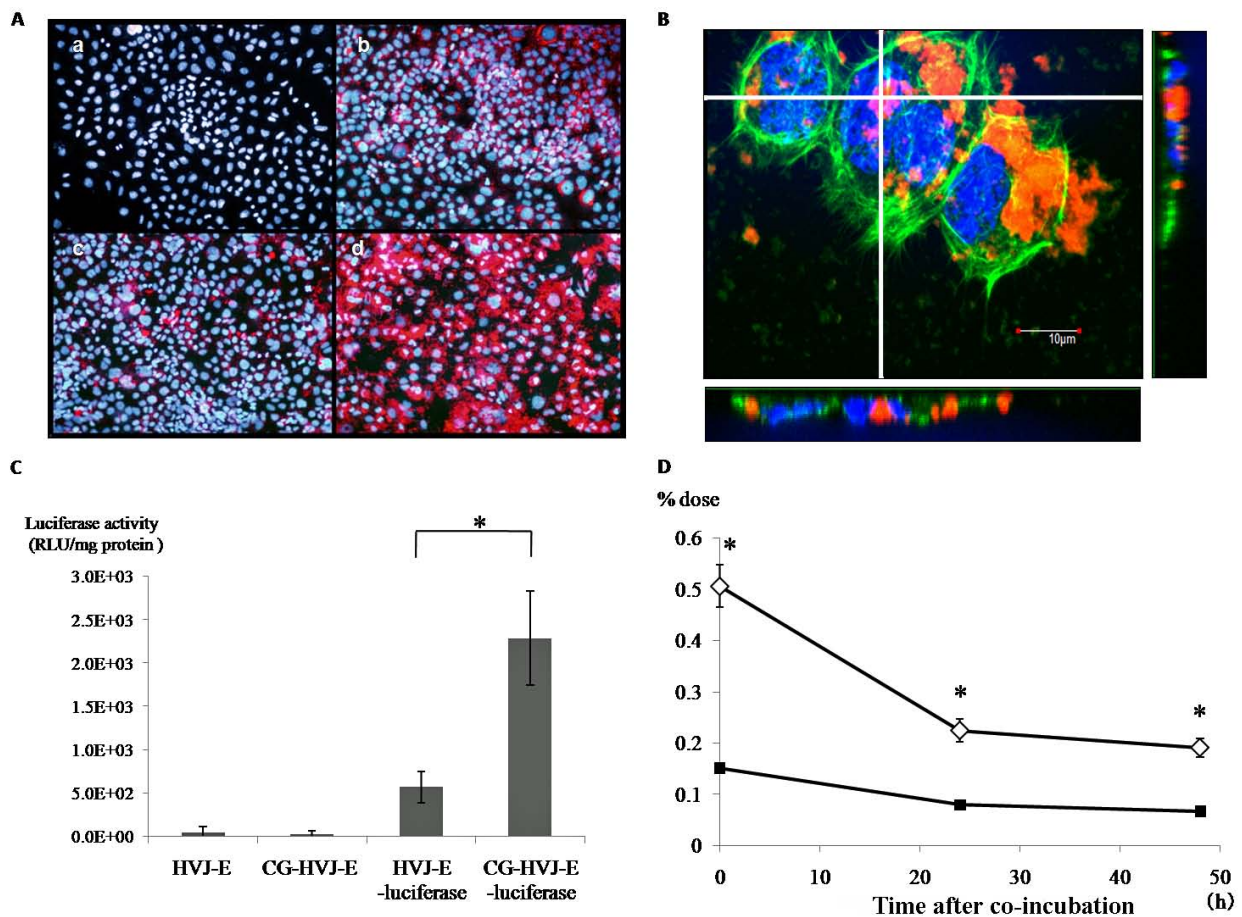 A
B
a
b
c
d
10µm
C
Luciferase activity
(RLU/mg protein )
*
3.0E+03
2.5E+03
2.0E+03
1.5E+03
1.0E+03
5.0E+02
0.0E+00
HVJ-E
CG-HVJ-E
HVJ-E
-luciferase
CG-HVJ-E
-luciferase
D
% dose
0.6
0.5
0.4
0.3
0.2
0.1
0
*
*
*
0
10
20
30
40
50
(h)
Time after co-incubation